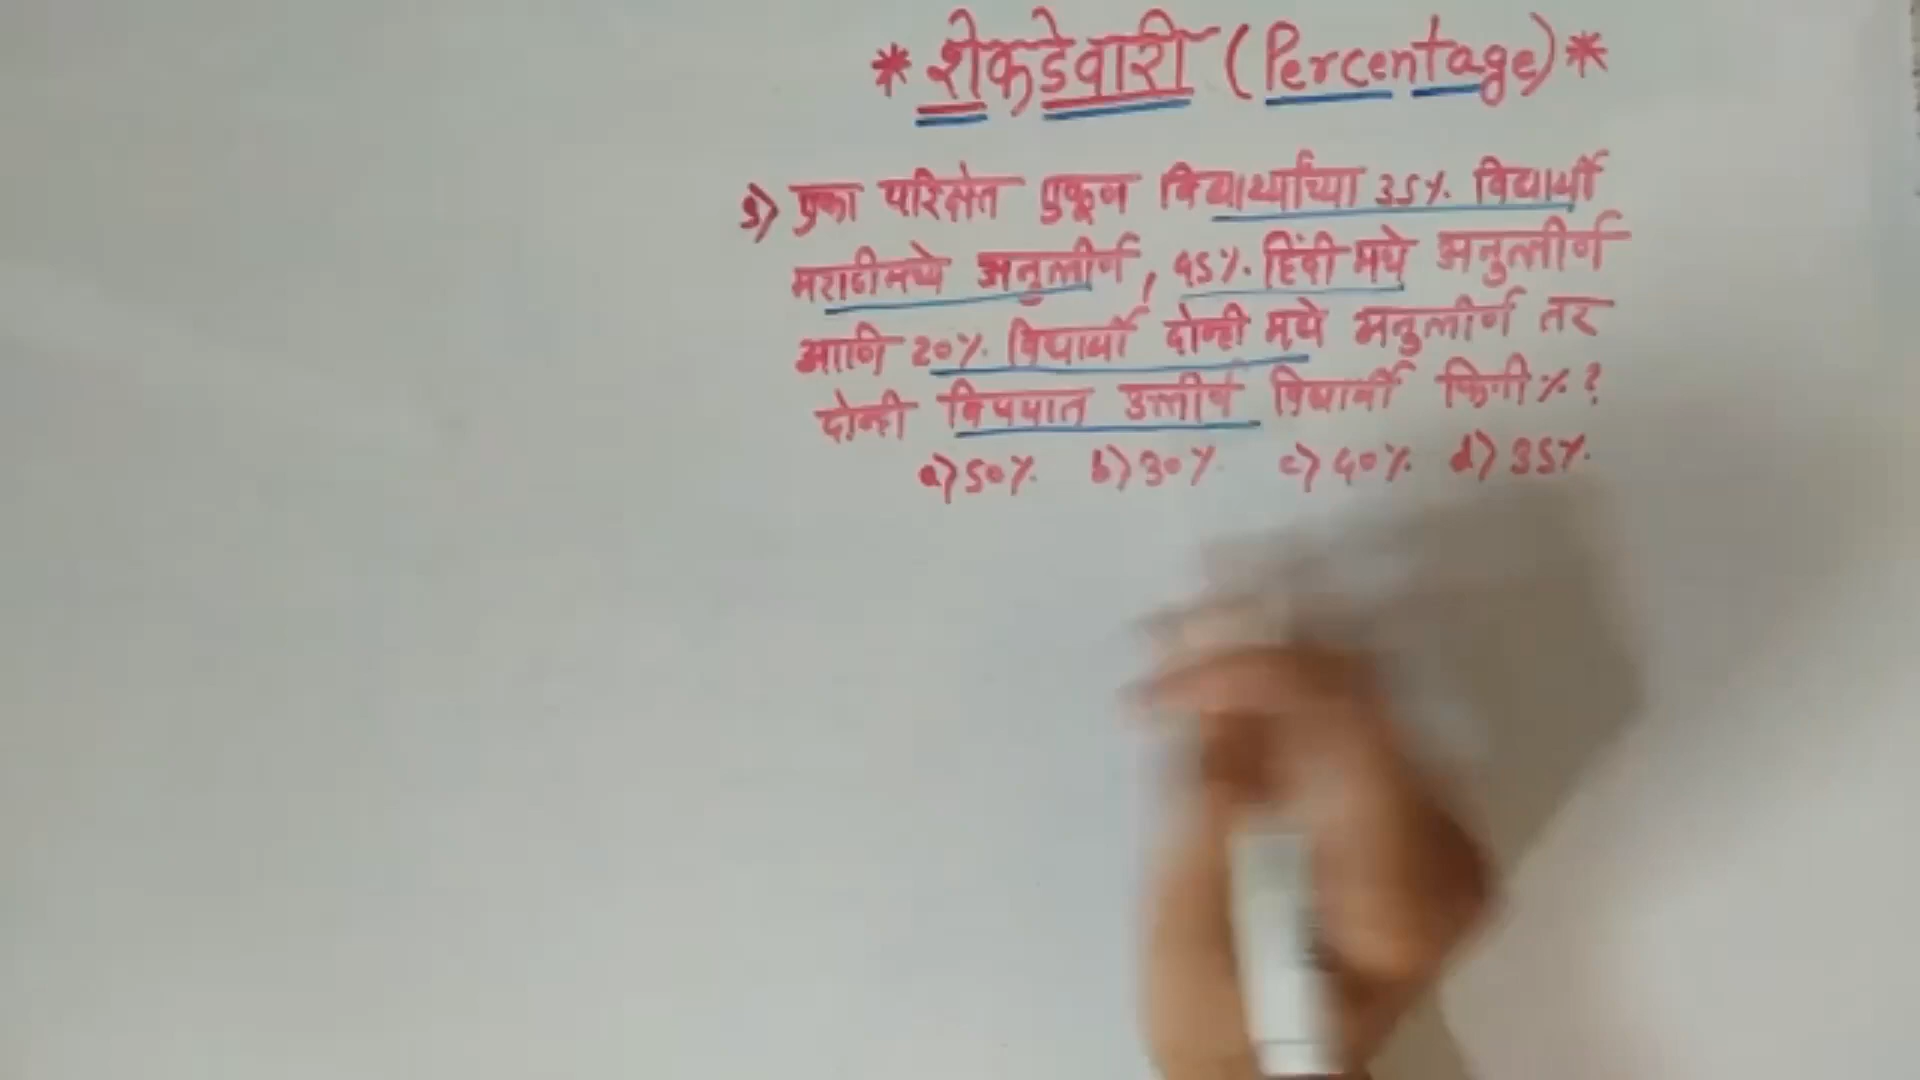 * शेकडेवारी (Percentage) *
5) एका परिक्षेत एकूण विद्यार्थ्यांच्या 35% विद्यार्थी
मराठीमध्ये अनुत्तीर्ण, 45% हिंदी मध्ये अनुत्तीर्ण
आणि 20% विद्यार्थी दोन्ही मध्ये अनुत्तीर्ण तर
दोन्ही विषयात उत्तीर्ण विद्यार्थी किती %?
a) 50% b) 30% c) 40% d) 35%